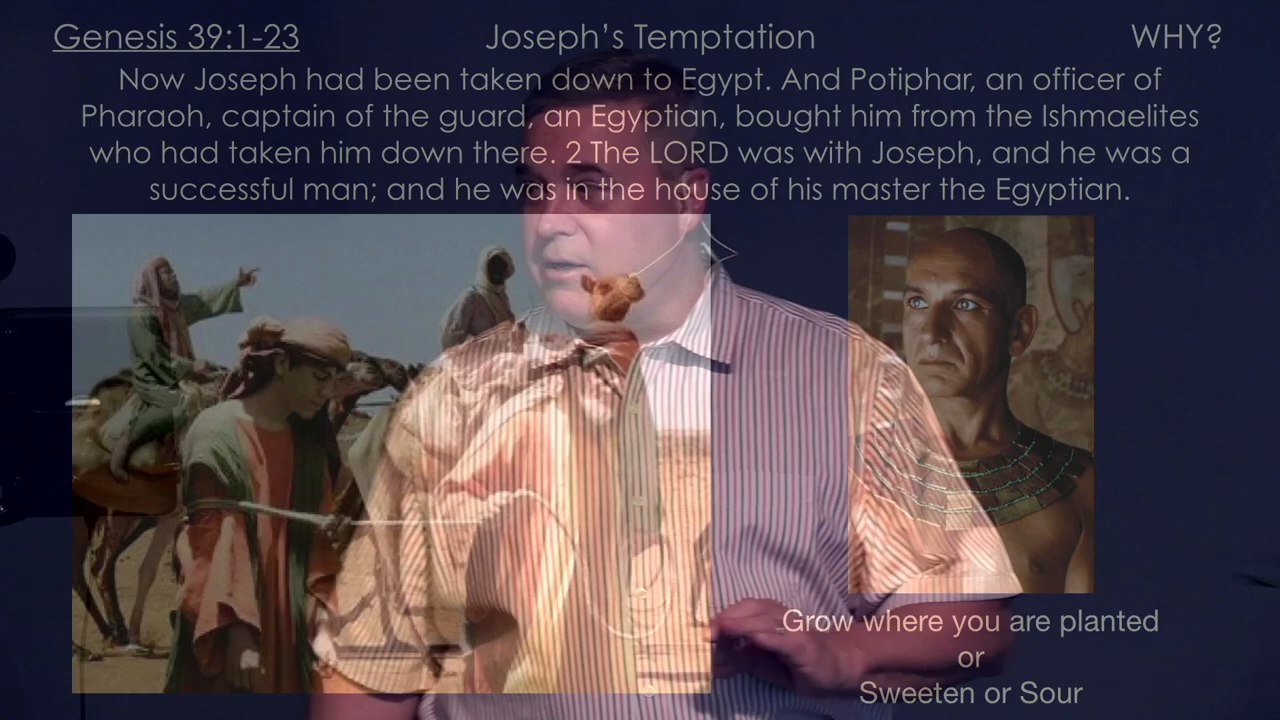 Genesis 39:1-23 Joseph's Temptation WHY?
Now Joseph had been taken down to Egypt. And Potiphar, an officer of
Pharaoh, captain of the guard, an Egyptian, bought him from the Ishmaelites
who had taken him down there. 2 The LORD was with Joseph, and he was a
successful man; and he was in the house of his master the Egyptian.
Grow where you are planted
or
Sweeten or Sour